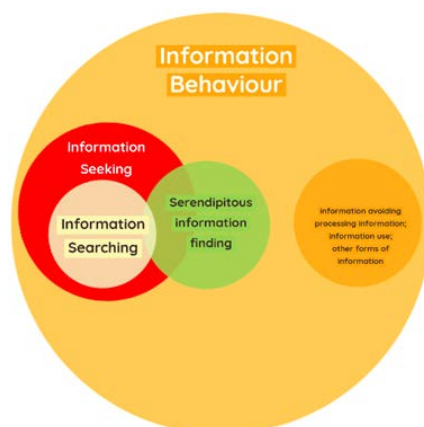 Information
Behaviour
Information
Seeking
Information
Searching
Serendipitous
information
finding
Information avoiding
processing information;
information use;
other forms of
information